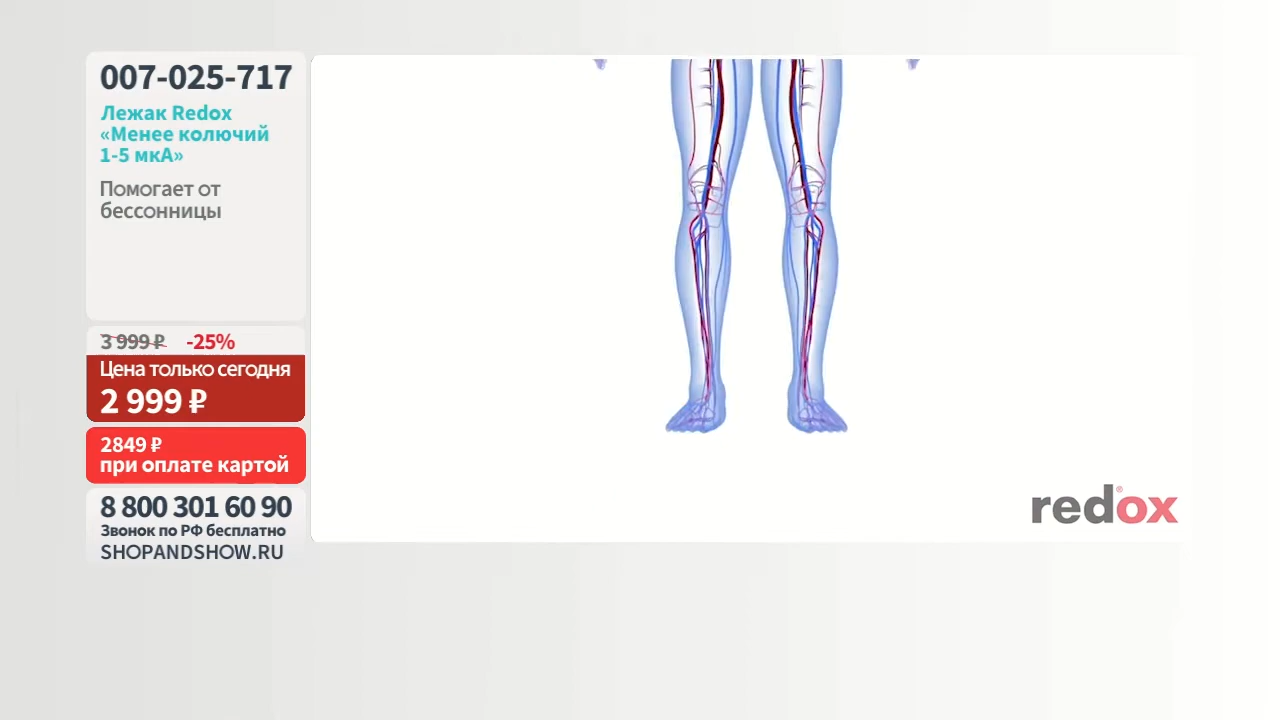 007-025-717
Лежак Redox
«Менее колючий
1-5 мкА»
Помогает от
бессонницы
3 999 ₽ -25%
Цена только сегодня
2 999 ₽
2849 ₽
при оплате картой
8 800 301 60 90
Звонок по РФ бесплатно
SHOPANDSHOW.RU
redox®